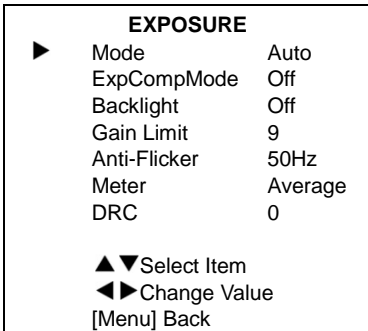 EXPOSURE
▶ Mode Auto
ExpCompMode Off
Backlight Off
Gain Limit 9
Anti-Flicker 50Hz
Meter Average
DRC 0
▲▼Select Item
◀▶Change Value
[Menu] Back